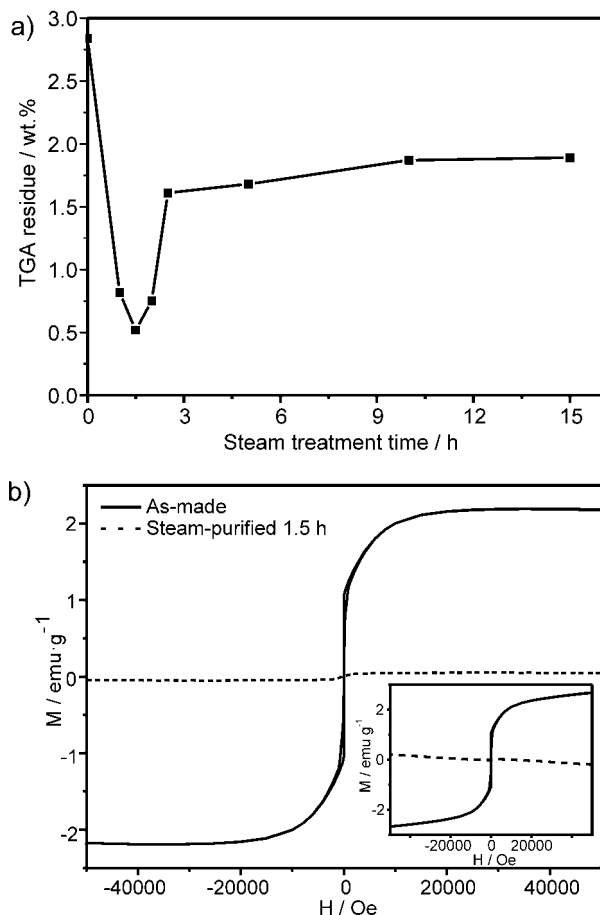 a)
3.0
2.5
2.0
1.5
1.0
0.5
0.0
TGA residue / wt.%
0 3 6 9 12 15
Steam treatment time / h
b)
As-made
Steam-purified 1.5 h
2
1
0
-1
-2
M / emu·g⁻¹
-40000 -20000 0 20000 40000
H / Oe
2
0
-2
M / emu·g⁻¹
-20000 0 20000
H / Oe